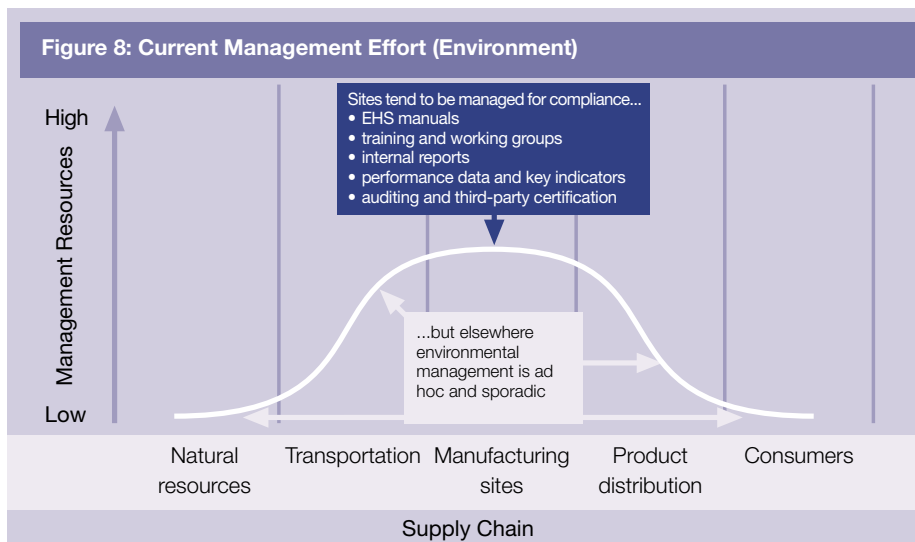 Figure 8: Current Management Effort (Environment)
High
Management Resources
Low
Sites tend to be managed for compliance...
• EHS manuals
• training and working groups
• internal reports
• performance data and key indicators
• auditing and third-party certification
...but elsewhere
environmental
management is ad
hoc and sporadic
Natural
resources
Transportation
Manufacturing
sites
Product
distribution
Consumers
Supply Chain